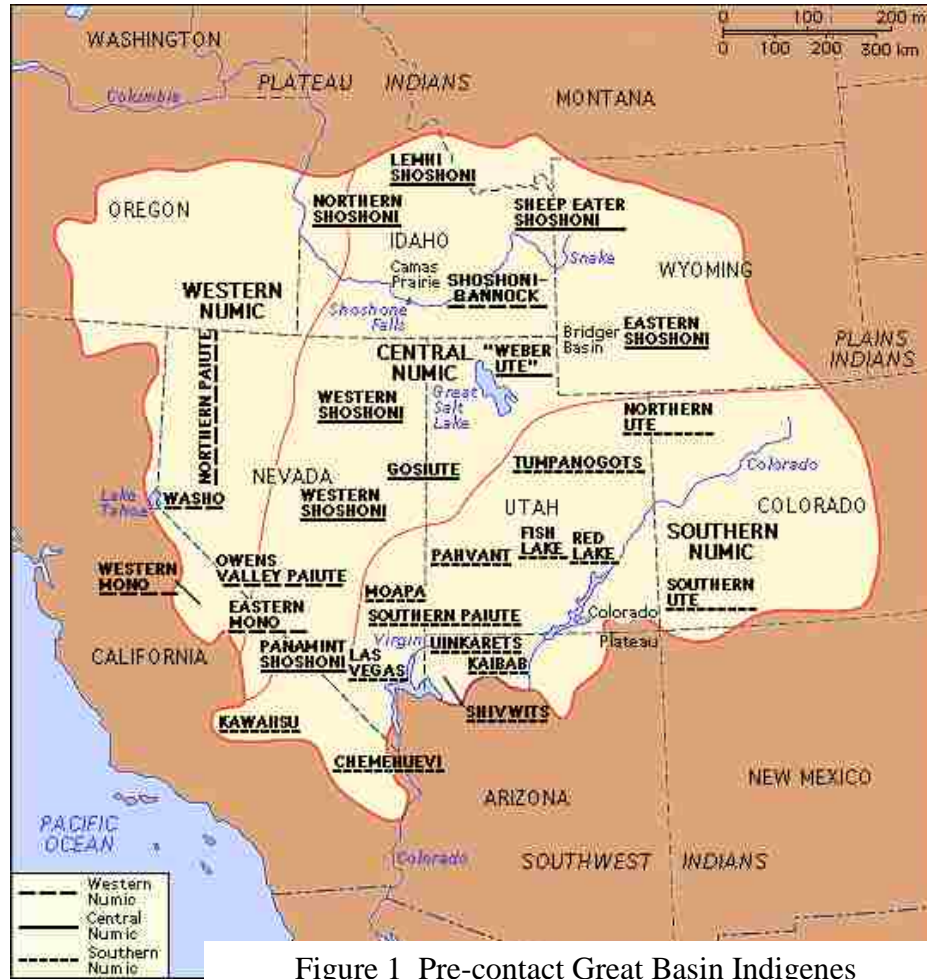 0 100 200 m
0 100 200 300 km
WASHINGTON
PLATEAU INDIANS
Columbia
MONTANA
LEMHI
SHOSHONI
NORTHERN
SHOSHONI
SHEEP EATER
SHOSHONI
OREGON
IDAHO
Camas
Prairie
Snake
WYOMING
SHOSHONI-
BANNOCK
WESTERN
NUMIC
Shoshone
Falls
Bridger
Basin
EASTERN
SHOSHONI
PLAINS
INDIANS
CENTRAL
NUMIC
"WEBER
UTE"
Great
Salt
Lake
NORTHERN PAIUTE
WESTERN
SHOSHONI
NORTHERN
UTE
GOSIUTE
TUMPANOGOTS
Colorado
NEVADA
Lake
Tahoe
WASHO
WESTERN
SHOSHONI
UTAH
COLORADO
PAHVANT
FISH
LAKE
RED
LAKE
SOUTHERN
NUMIC
WESTERN
MONO
OWENS
VALLEY PAIUTE
MOAPA
SOUTHERN
UTE
EASTERN
MONO
SOUTHERN PAIUTE
Colorado
Plateau
CALIFORNIA
PANAMINT
SHOSHONI
LAS
VEGAS
Virgin
UINKARETS
KAIBAB
SHIVWITS
KAWAIISU
CHEMEHUEVI
ARIZONA
NEW MEXICO
PACIFIC
OCEAN
Colorado
SOUTHWEST INDIANS
Western
Numic
Central
Numic
Southern
Numic
Figure 1 Pre-contact Great Basin Indigenes